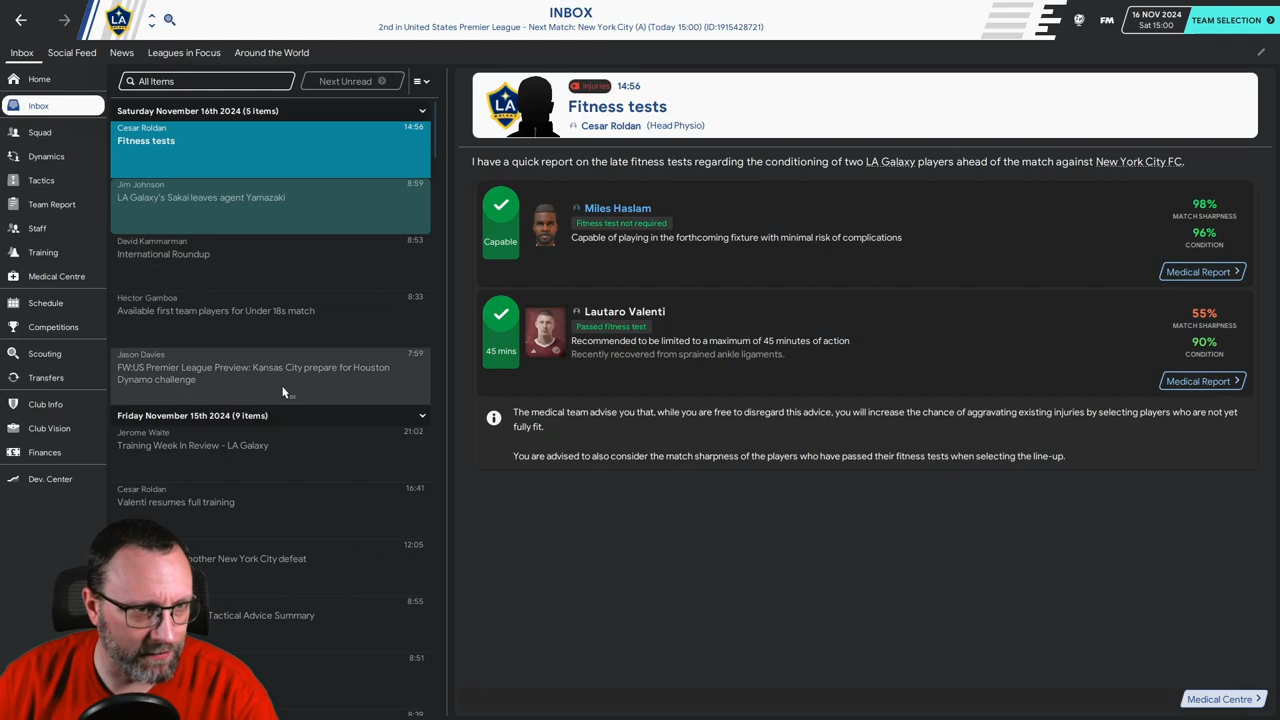 INBOX
2nd in United States Premier League - Next Match: New York City (A) (Today 15:00) (ID:1915428721)
FM
16 NOV 2024
Sat 15:00
TEAM SELECTION
Inbox
Social Feed
News
Leagues in Focus
Around the World
Home
Inbox
Squad
Dynamics
Tactics
Team Report
Staff
Training
Medical Centre
Schedule
Competitions
Scouting
Transfers
Club Info
Club Vision
Finances
Dev. Center
All Items
Next Unread
Saturday November 16th 2024 (5 items)
Cesar Roldan 14:56
Fitness tests
Jim Johnson 8:59
LA Galaxy's Sakai leaves agent Yamazaki
David Kammarman 8:53
International Roundup
Héctor Gamboa 8:33
Available first team players for Under 18s match
Jason Davies 7:59
FW:US Premier League Preview: Kansas City prepare for Houston
Dynamo challenge
Friday November 15th 2024 (9 items)
Jerome Waite 21:02
Training Week In Review - LA Galaxy
Cesar Roldan 16:41
Valenti resumes full training
12:05
nother New York City defeat
8:55
Tactical Advice Summary
8:51
LA
Injuries 14:56
Fitness tests
Cesar Roldan (Head Physio)
I have a quick report on the late fitness tests regarding the conditioning of two LA Galaxy players ahead of the match against New York City FC.
Capable
Miles Haslam
Fitness test not required
Capable of playing in the forthcoming fixture with minimal risk of complications
98%
MATCH SHARPNESS
96%
CONDITION
Medical Report
45 mins
Lautaro Valenti
Passed fitness test
Recommended to be limited to a maximum of 45 minutes of action
Recently recovered from sprained ankle ligaments.
55%
MATCH SHARPNESS
90%
CONDITION
Medical Report
The medical team advise you that, while you are free to disregard this advice, you will increase the chance of aggravating existing injuries by selecting players who are not yet
fully fit.
You are advised to also consider the match sharpness of the players who have passed their fitness tests when selecting the line-up.
Medical Centre